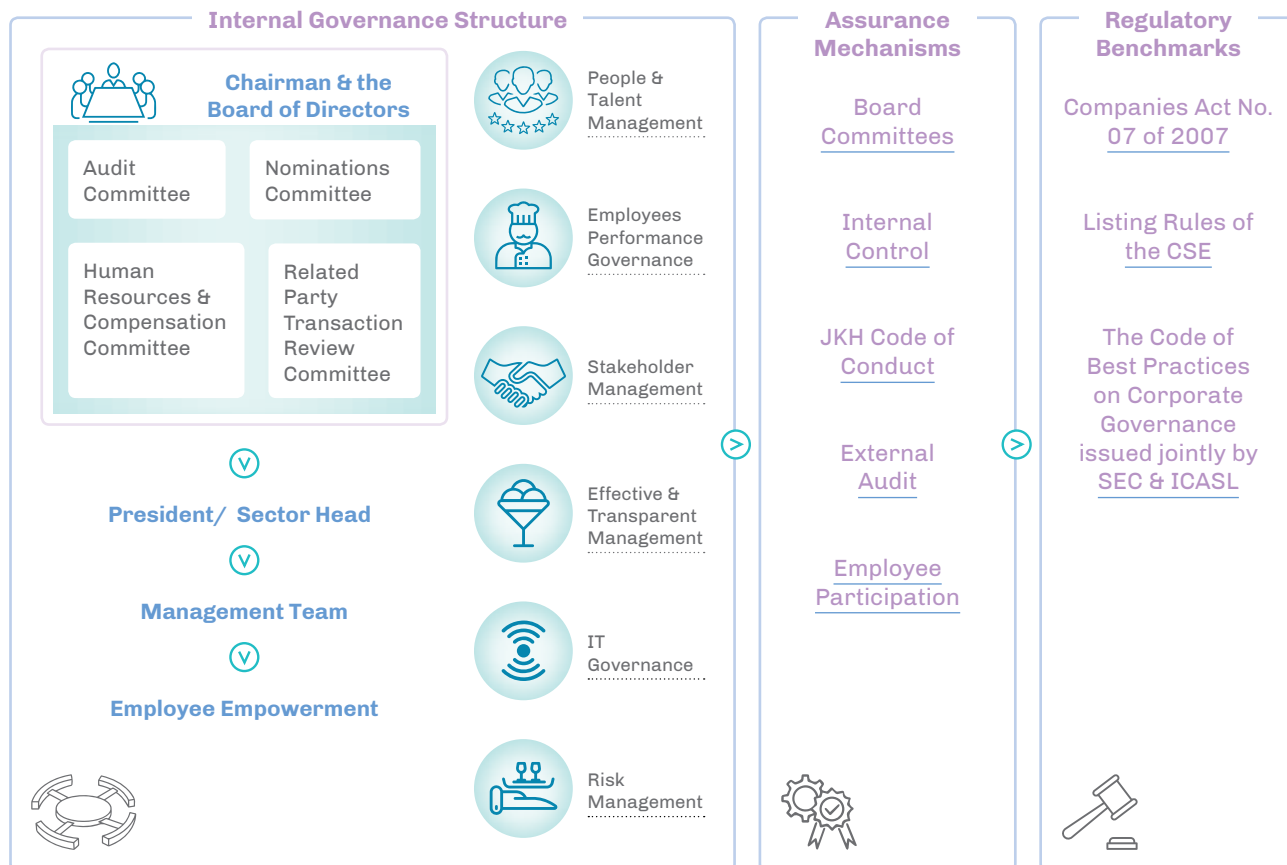 Internal Governance Structure
Chairman & the
Board of Directors
Audit
Committee
Nominations
Committee
Human
Resources &
Compensation
Committee
Related
Party
Transaction
Review
Committee
President/ Sector Head
Management Team
Employee Empowerment
People &
Talent
Management
Employees
Performance
Governance
Stakeholder
Management
Effective &
Transparent
Management
IT
Governance
Risk
Management
Assurance
Mechanisms
Board
Committees
Internal
Control
JKH Code of
Conduct
External
Audit
Employee
Participation
Regulatory
Benchmarks
Companies Act No.
07 of 2007
Listing Rules of
the CSE
The Code of
Best Practices
on Corporate
Governance
issued jointly by
SEC & ICASL